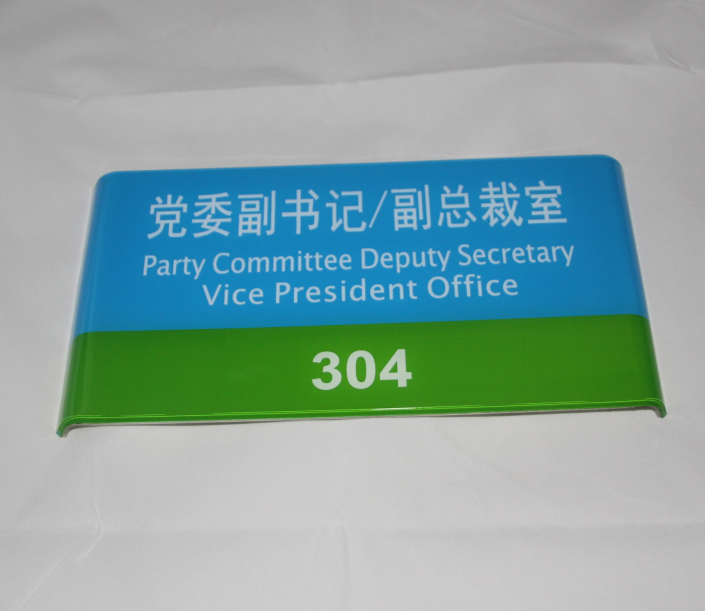 党委副书记/副总裁室
Party Committee Deputy Secretary
Vice President Office
304